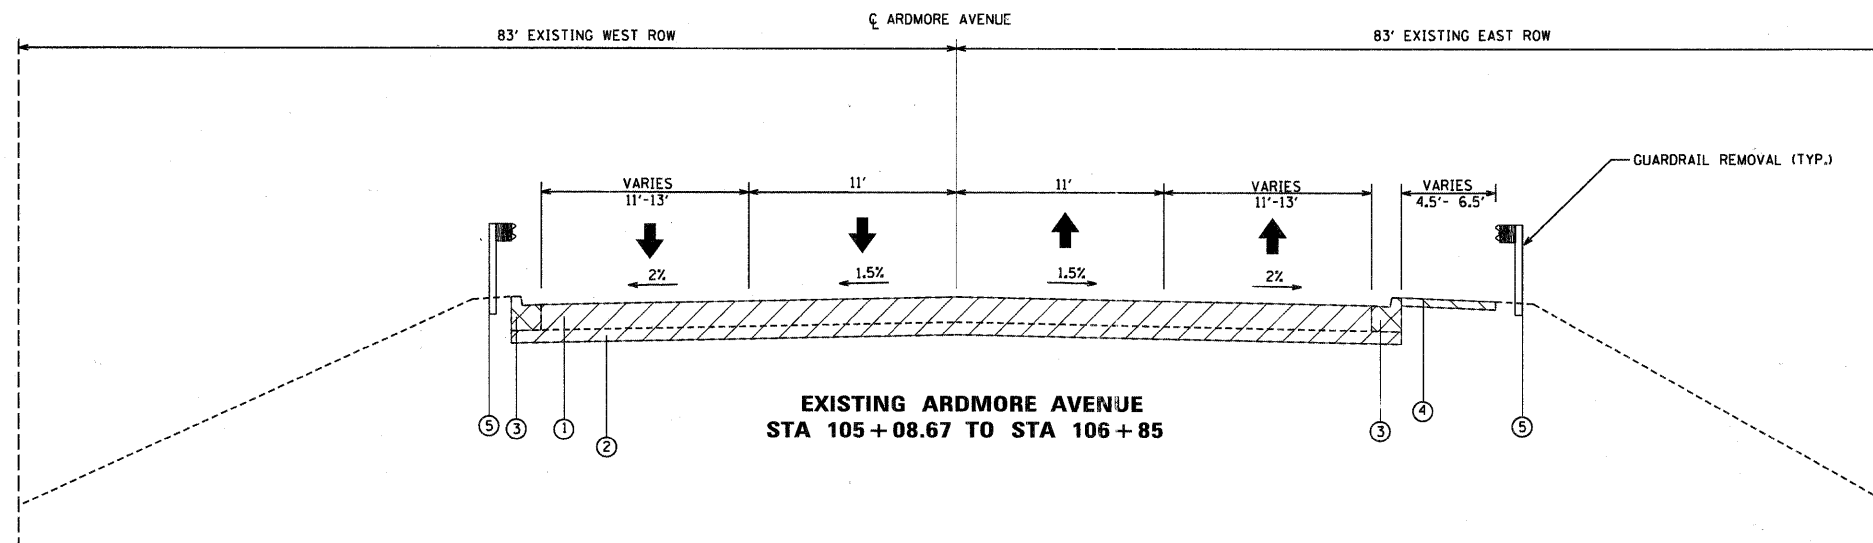 ℄ ARDMORE AVENUE
83' EXISTING WEST ROW
83' EXISTING EAST ROW
GUARDRAIL REMOVAL (TYP.)
VARIES
11'-13'
11'
11'
VARIES
11'-13'
VARIES
4.5'- 6.5'
2%
1.5%
1.5%
2%
5
3
1
2
3
4
5
EXISTING ARDMORE AVENUE
STA 105+08.67 TO STA 106+85